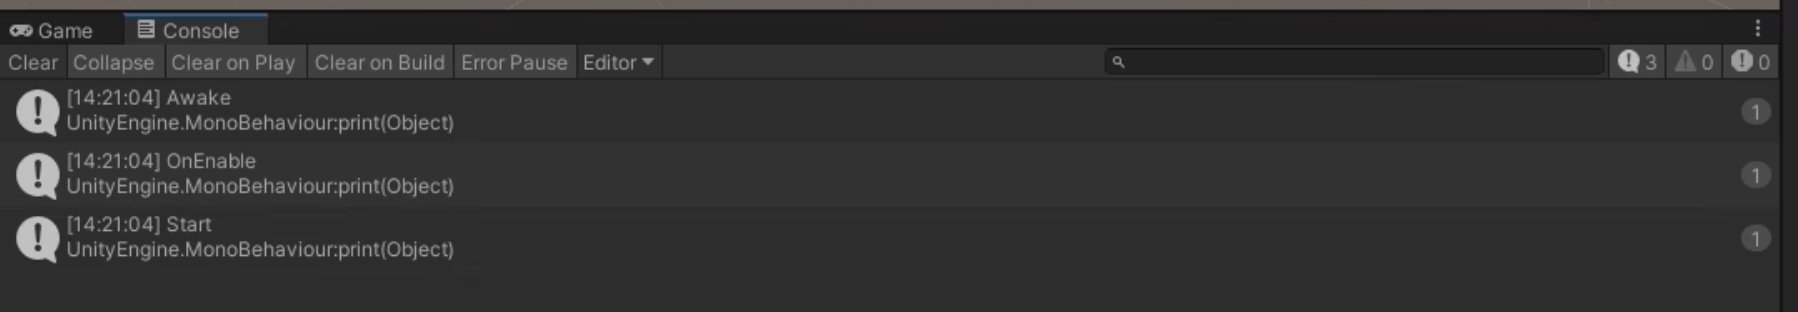 Game Console
Clear Collapse Clear on Play Clear on Build Error Pause Editor 3 0 0
[14:21:04] Awake
UnityEngine.MonoBehaviour:print(Object) 1
[14:21:04] OnEnable
UnityEngine.MonoBehaviour:print(Object) 1
[14:21:04] Start
UnityEngine.MonoBehaviour:print(Object) 1